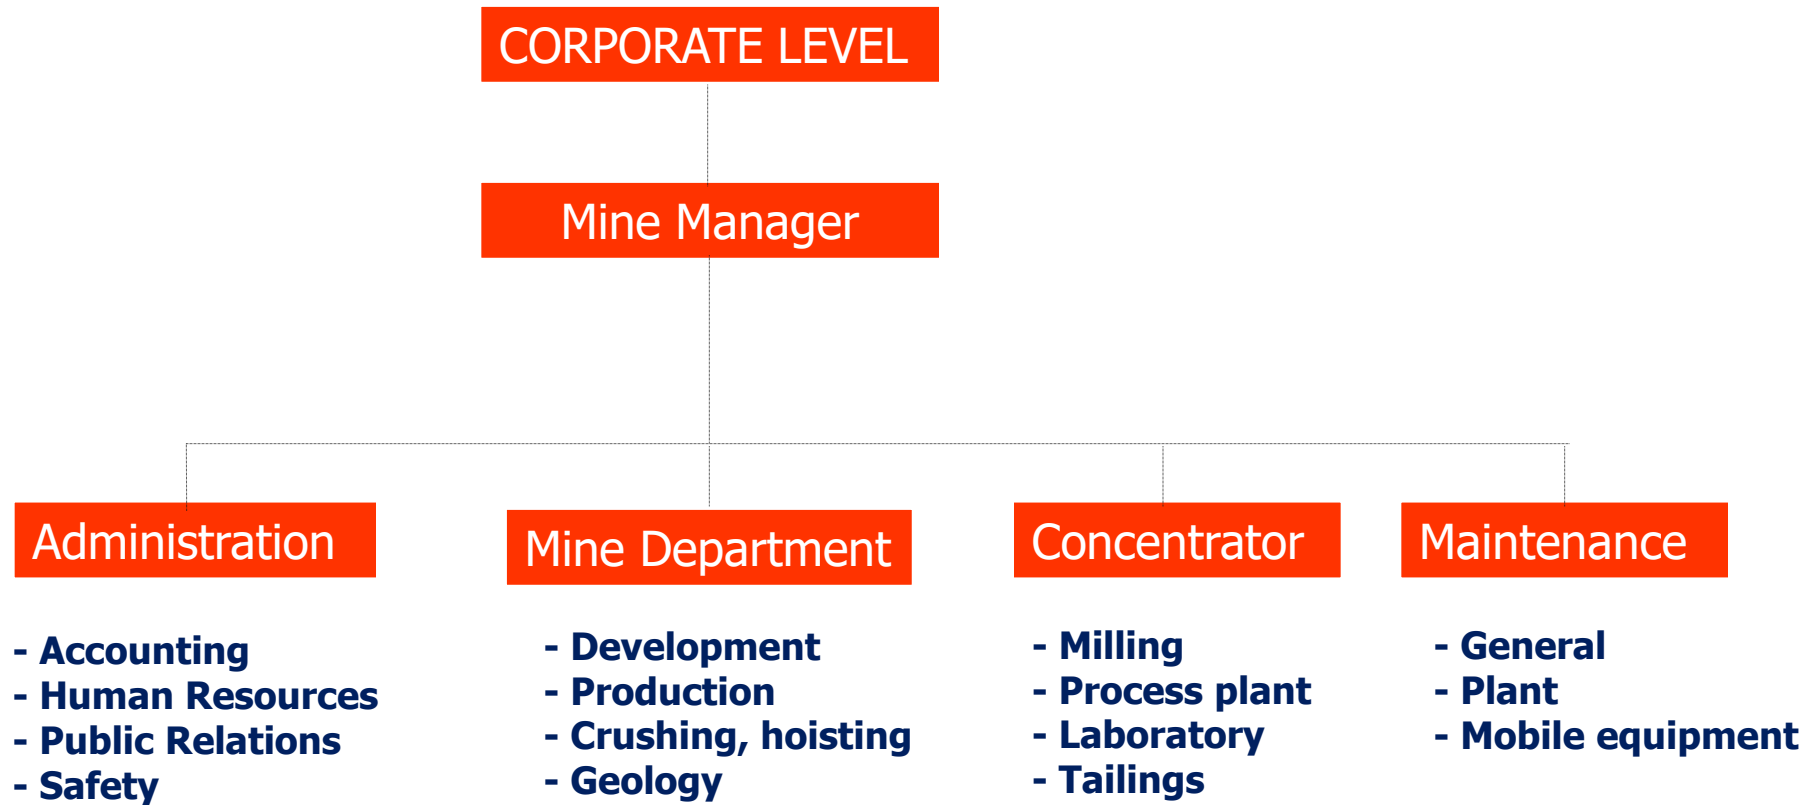 CORPORATE LEVEL
Mine Manager
Administration
- Accounting
- Human Resources
- Public Relations
- Safety
Mine Department
- Development
- Production
- Crushing, hoisting
- Geology
Concentrator
- Milling
- Process plant
- Laboratory
- Tailings
Maintenance
- General
- Plant
- Mobile equipment